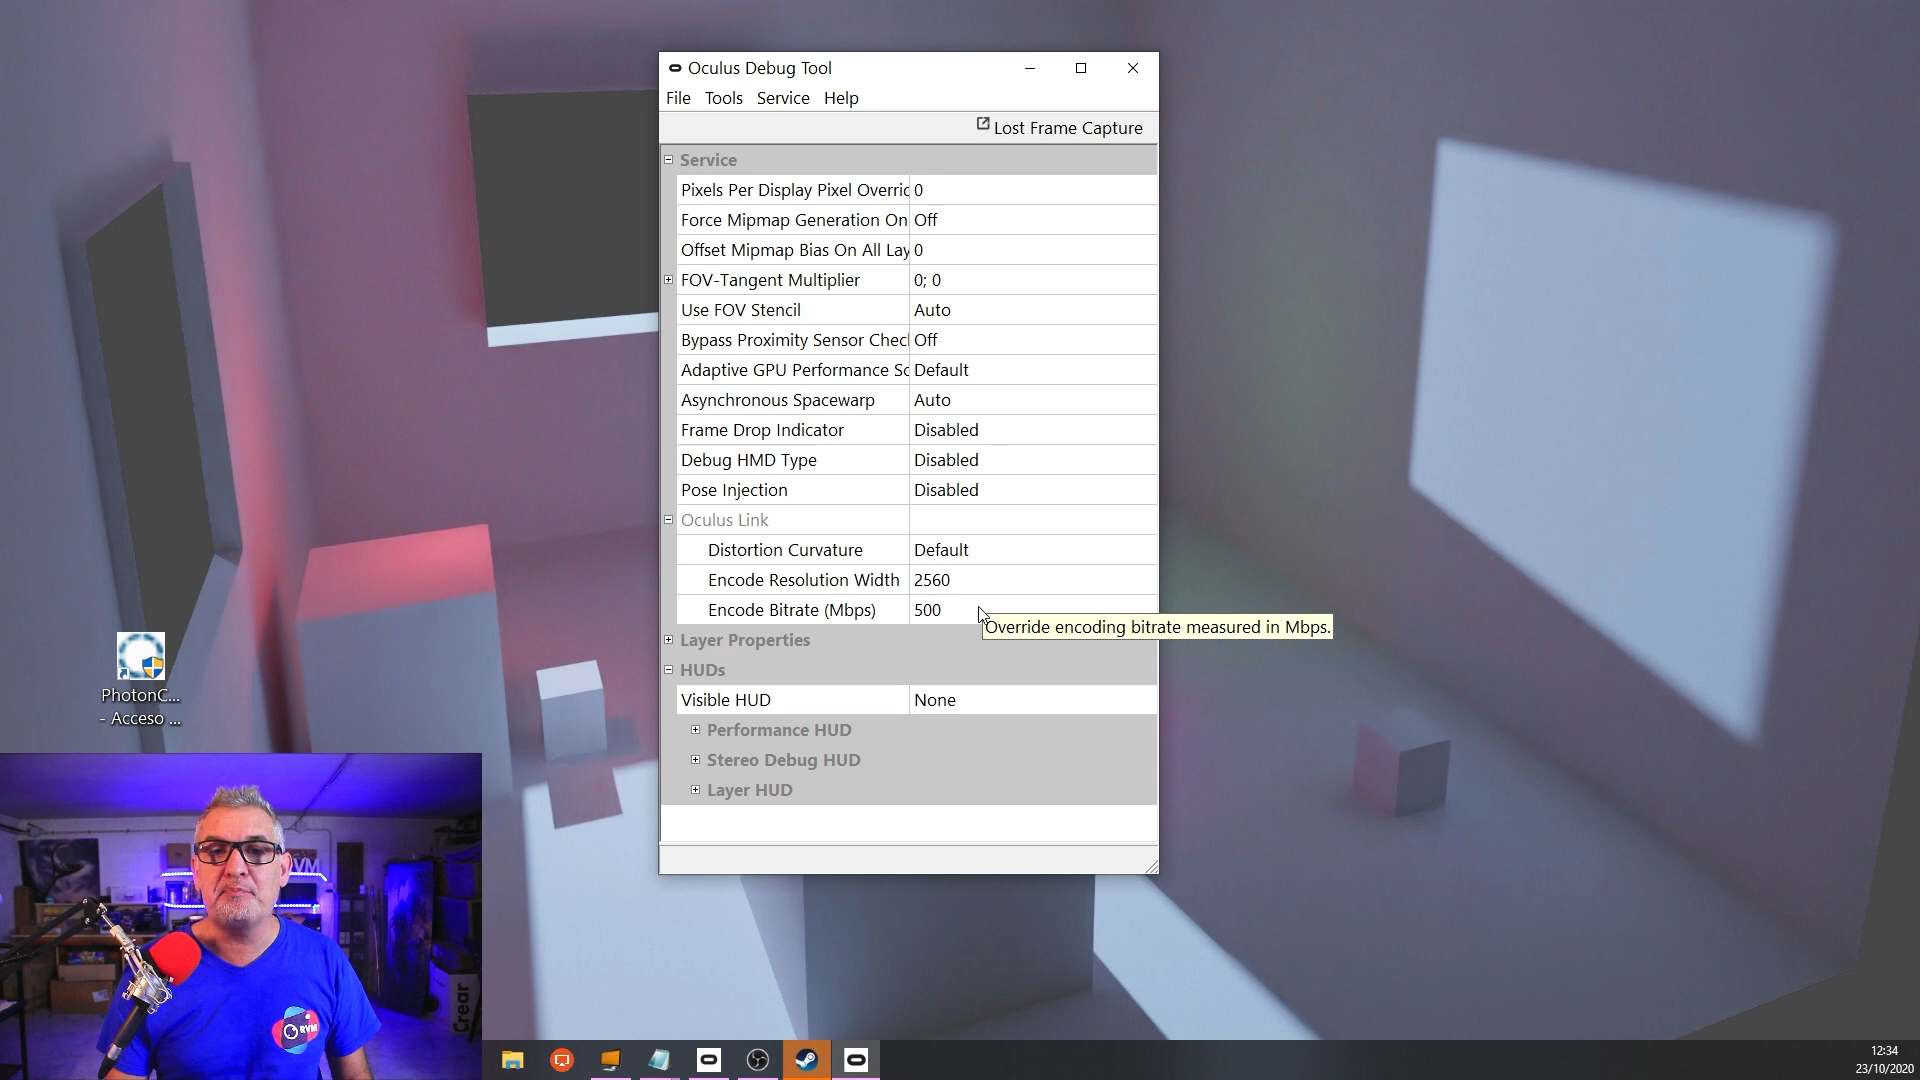 Oculus Debug Tool
File Tools Service Help
Lost Frame Capture
Service
Pixels Per Display Pixel Overric 0
Force Mipmap Generation On Off
Offset Mipmap Bias On All Lay 0
FOV-Tangent Multiplier 0; 0
Use FOV Stencil Auto
Bypass Proximity Sensor Checl Off
Adaptive GPU Performance Sc Default
Asynchronous Spacewarp Auto
Frame Drop Indicator Disabled
Debug HMD Type Disabled
Pose Injection Disabled
Oculus Link
Distortion Curvature Default
Encode Resolution Width 2560
Encode Bitrate (Mbps) 500
Override encoding bitrate measured in Mbps.
Layer Properties
HUDs
Visible HUD None
Performance HUD
Stereo Debug HUD
Layer HUD
PhotonC...
- Acceso ...
RVM
Crear
12:34
23/10/2020